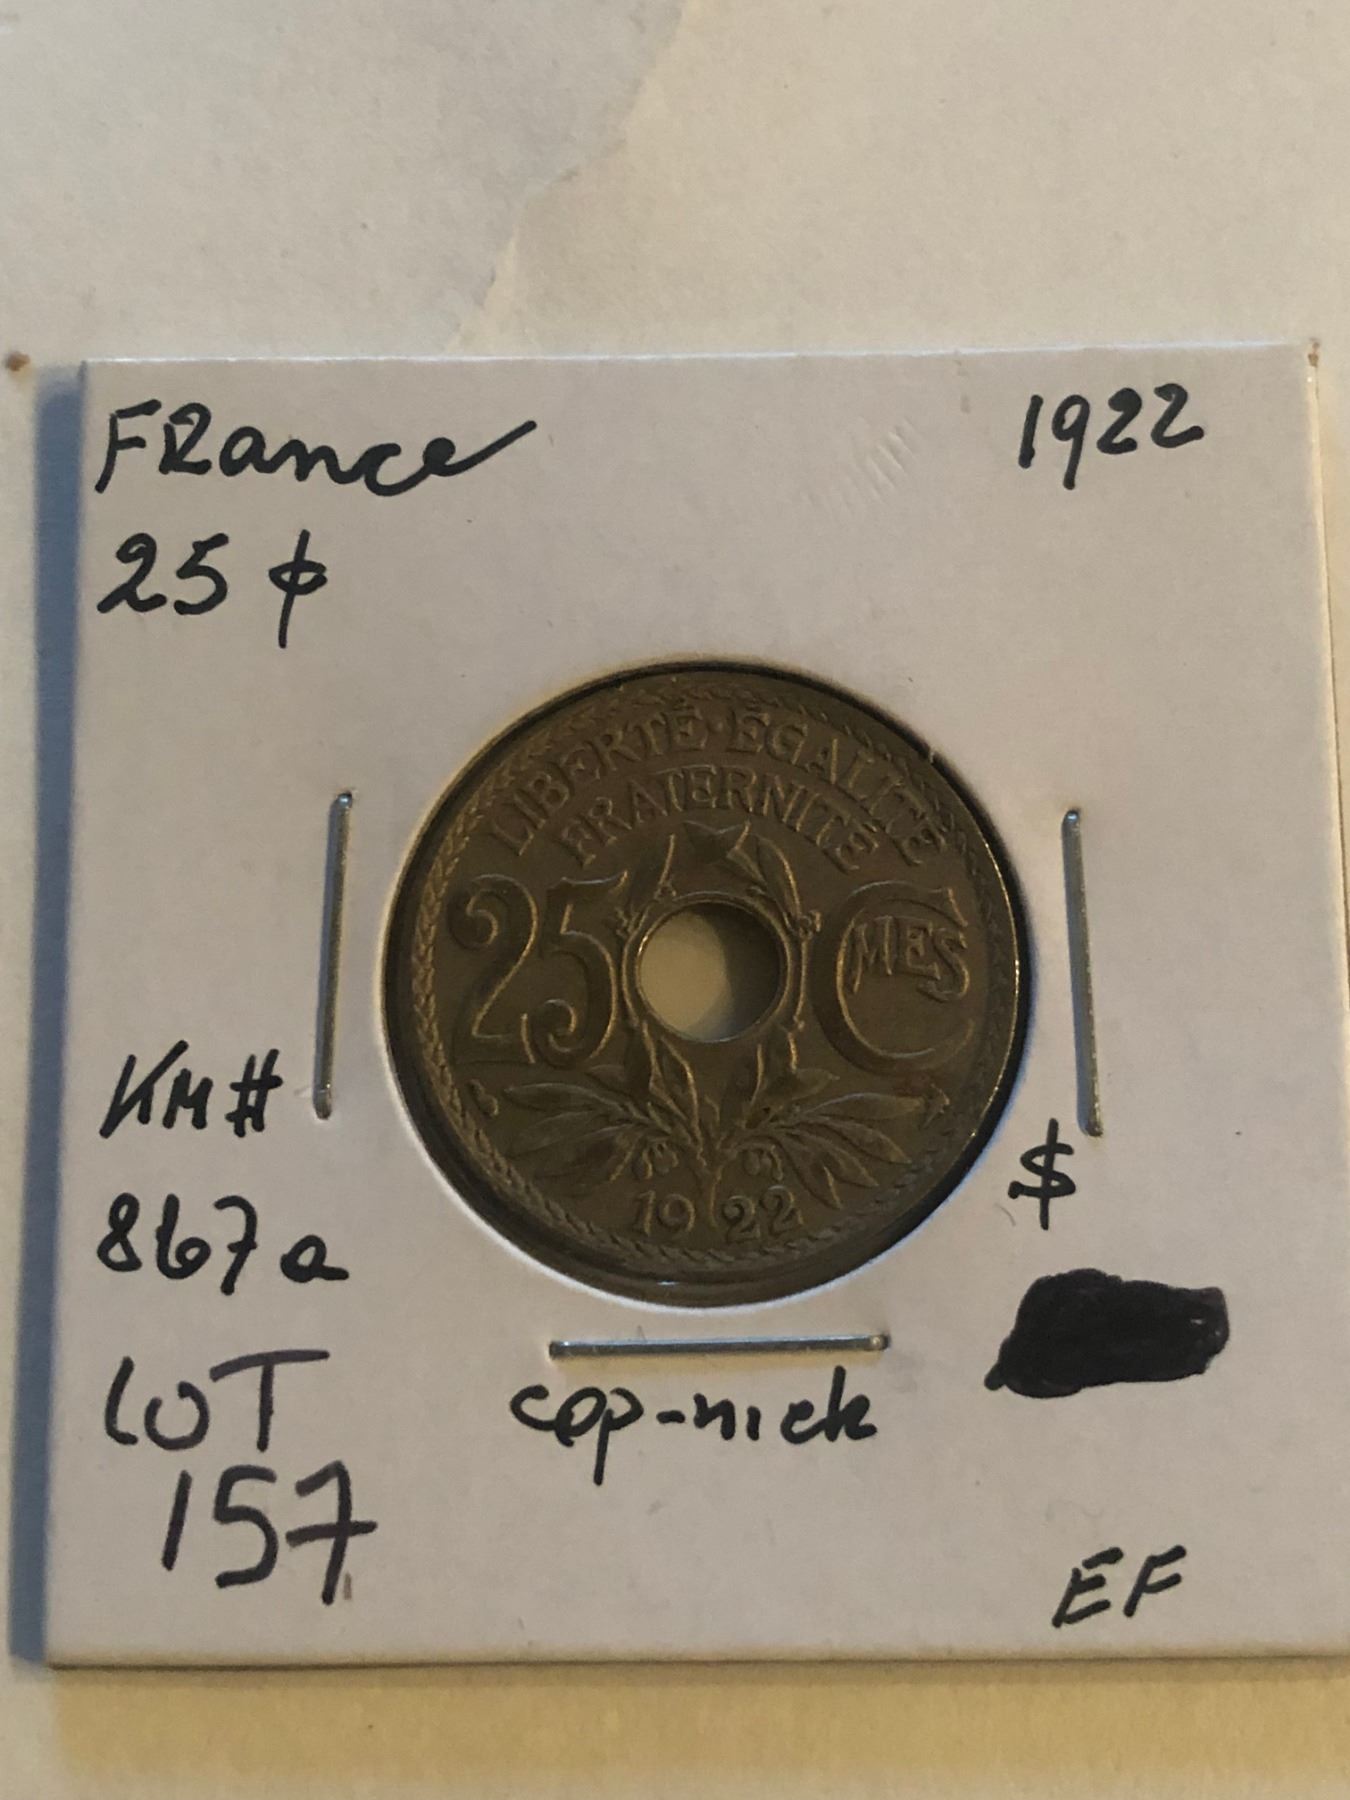 FRance
1922
25 ¢
LIBERTÉ·ÉGALITÉ
FRATERNITÉ
25 CMES
1922
KM#
867a
LOT
157
cop-nick
$
EF